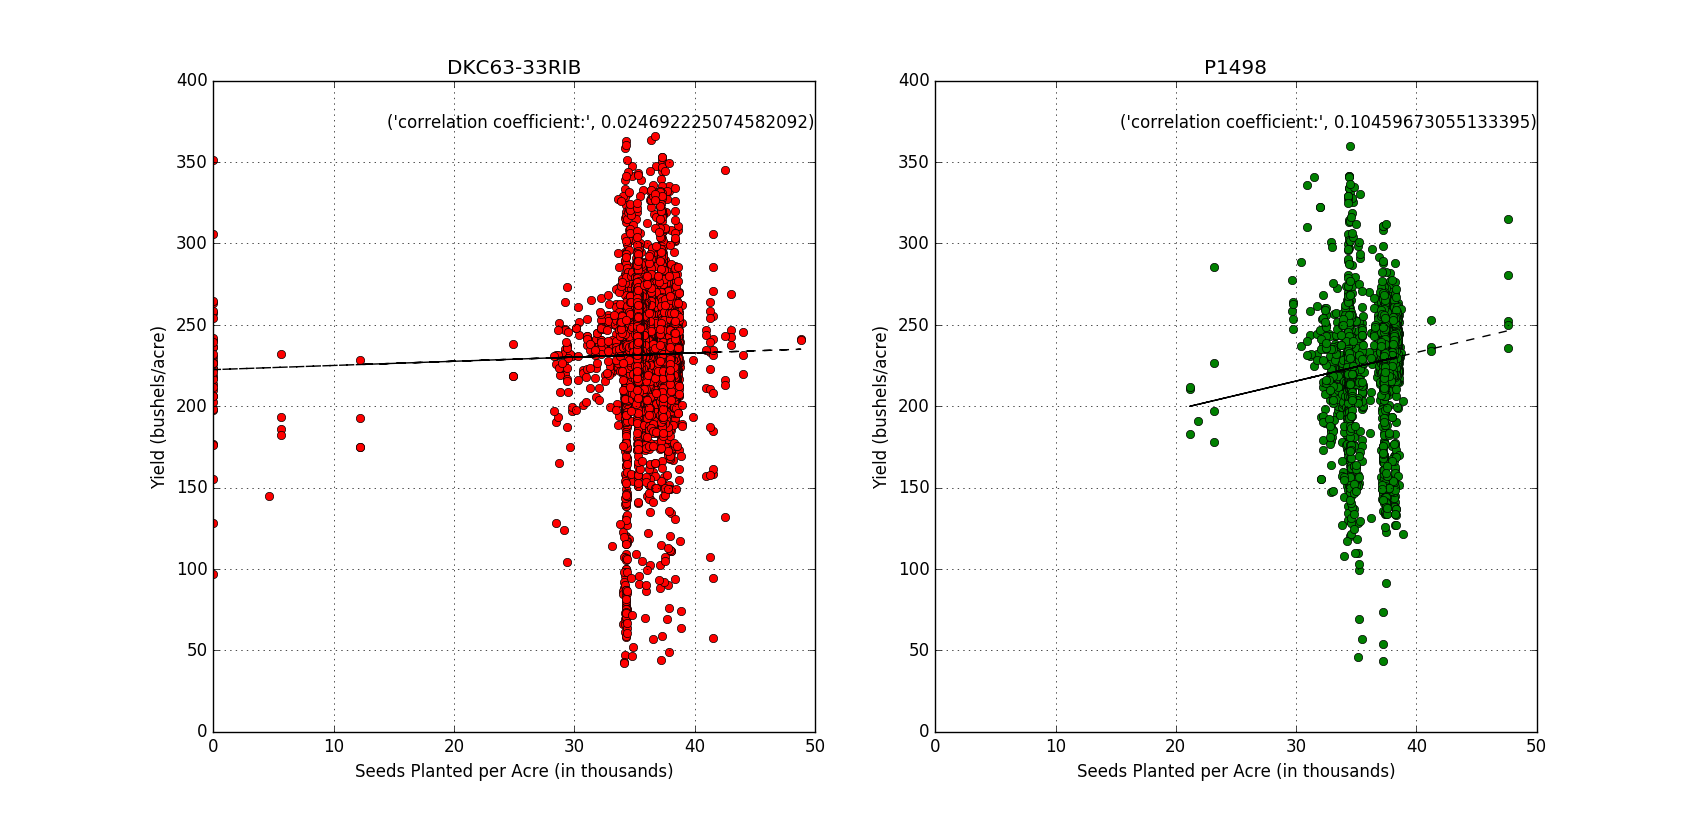 DKC63-33RIB
('correlation coefficient:', 0.024692225074582092)
400
350
300
250
200
150
100
50
0
Yield (bushels/acre)
0 10 20 30 40 50
Seeds Planted per Acre (in thousands)
P1498
('correlation coefficient:', 0.10459673055133395)
400
350
300
250
200
150
100
50
0
Yield (bushels/acre)
0 10 20 30 40 50
Seeds Planted per Acre (in thousands)